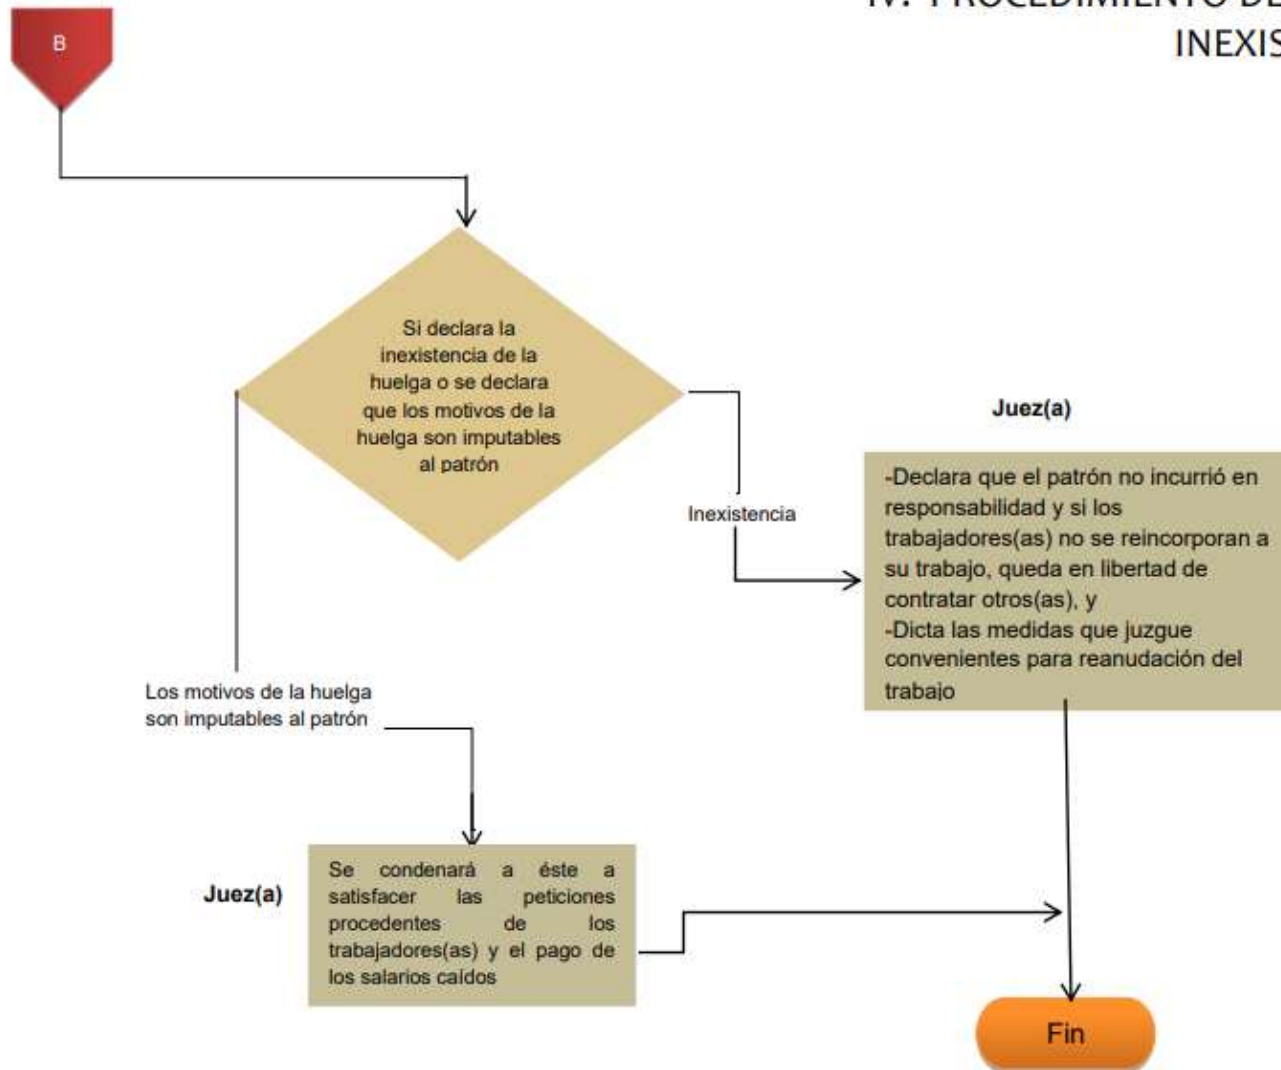 IV. PROCEDIMIENTO DE
B
Si declara la
inexistencia de la
huelga o se declara
que los motivos de la
huelga son imputables
al patrón
Inexistencia
Juez(a)
-Declara que el patrón no incurrió en
responsabilidad y si los
trabajadores(as) no se reincorporan a
su trabajo, queda en libertad de
contratar otros(as), y
-Dicta las medidas que juzgue
convenientes para reanudación del
trabajo
Los motivos de la huelga
son imputables al patrón
Juez(a)
Se condenará a éste a
satisfacer las peticiones
procedentes de los
trabajadores(as) y el pago de
los salarios caídos
Fin